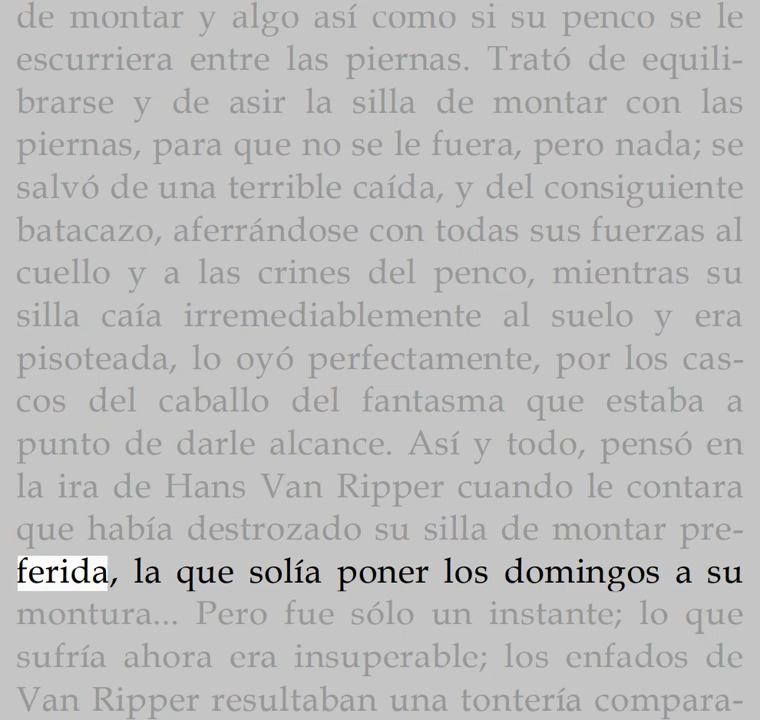 de montar y algo así como si su penco se le
escurriera entre las piernas. Trató de equili-
brarse y de asir la silla de montar con las
piernas, para que no se le fuera, pero nada; se
salvó de una terrible caída, y del consiguiente
batacazo, aferrándose con todas sus fuerzas al
cuello y a las crines del penco, mientras su
silla caía irremediablemente al suelo y era
pisoteada, lo oyó perfectamente, por los cas-
cos del caballo del fantasma que estaba a
punto de darle alcance. Así y todo, pensó en
la ira de Hans Van Ripper cuando le contara
que había destrozado su silla de montar pre-
ferida, la que solía poner los domingos a su
montura... Pero fue sólo un instante; lo que
sufría ahora era insuperable; los enfados de
Van Ripper resultaban una tontería compara-